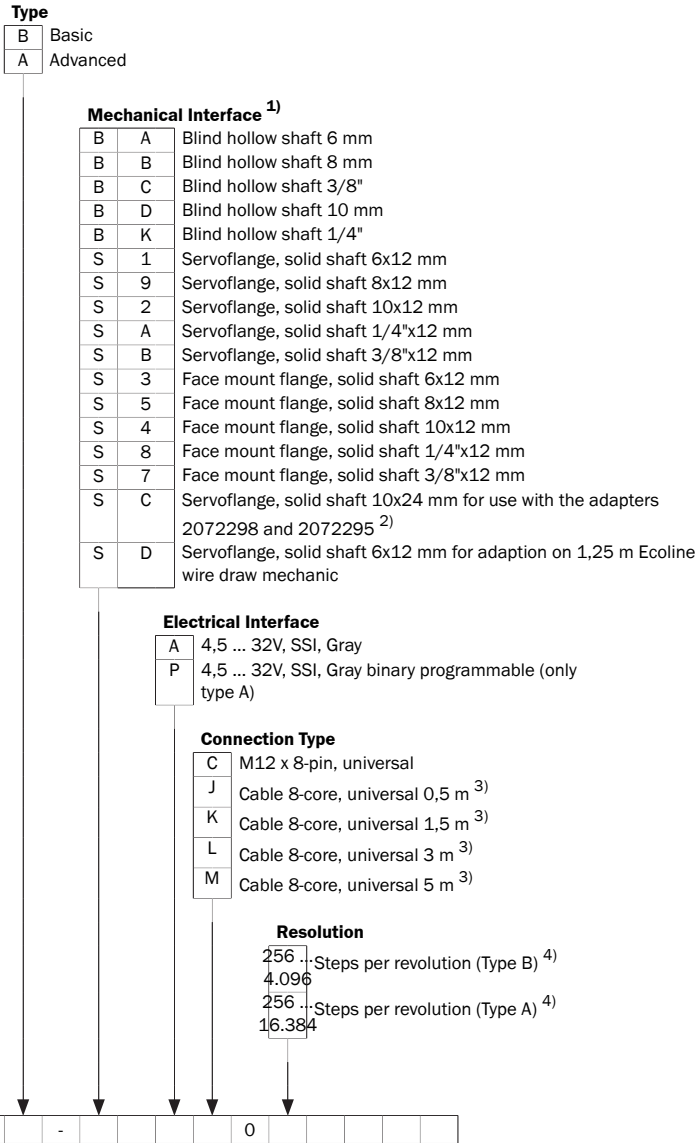 Type
B Basic
A Advanced
Mechanical Interface 1)
B A Blind hollow shaft 6 mm
B B Blind hollow shaft 8 mm
B C Blind hollow shaft 3/8"
B D Blind hollow shaft 10 mm
B K Blind hollow shaft 1/4"
S 1 Servoflange, solid shaft 6x12 mm
S 9 Servoflange, solid shaft 8x12 mm
S 2 Servoflange, solid shaft 10x12 mm
S A Servoflange, solid shaft 1/4"x12 mm
S B Servoflange, solid shaft 3/8"x12 mm
S 3 Face mount flange, solid shaft 6x12 mm
S 5 Face mount flange, solid shaft 8x12 mm
S 4 Face mount flange, solid shaft 10x12 mm
S 8 Face mount flange, solid shaft 1/4"x12 mm
S 7 Face mount flange, solid shaft 3/8"x12 mm
S C Servoflange, solid shaft 10x24 mm for use with the adapters
2072298 and 2072295 2)
S D Servoflange, solid shaft 6x12 mm for adaption on 1,25 m Ecoline
wire draw mechanic
Electrical Interface
A 4,5 ... 32V, SSI, Gray
P 4,5 ... 32V, SSI, Gray binary programmable (only
type A)
Connection Type
C M12 x 8-pin, universal
J Cable 8-core, universal 0,5 m 3)
K Cable 8-core, universal 1,5 m 3)
L Cable 8-core, universal 3 m 3)
M Cable 8-core, universal 5 m 3)
Resolution
256 ... Steps per revolution (Type B) 4)
4.096
256 ... Steps per revolution (Type A) 4)
16.384
- 0